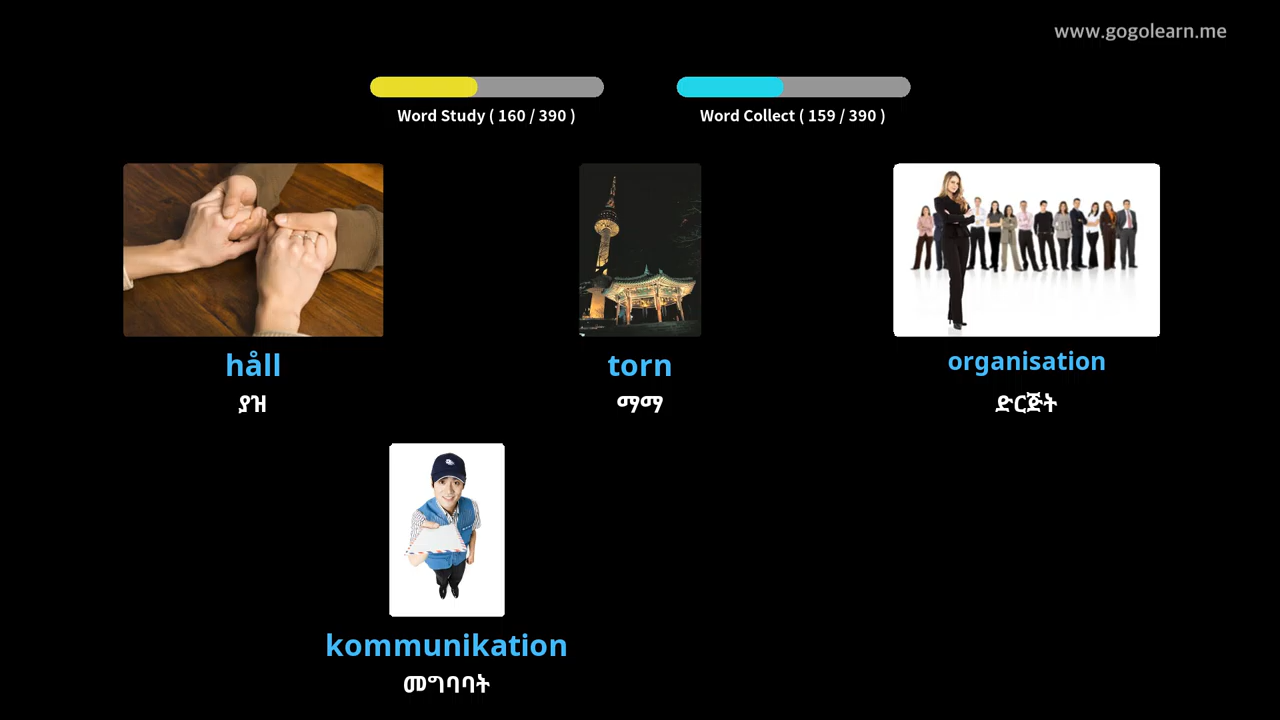 www.gogolearn.me
Word Study ( 160 / 390 )
Word Collect ( 159 / 390 )
håll
ያዝ
torn
ማማ
organisation
ድርጅት
kommunikation
መግባባት